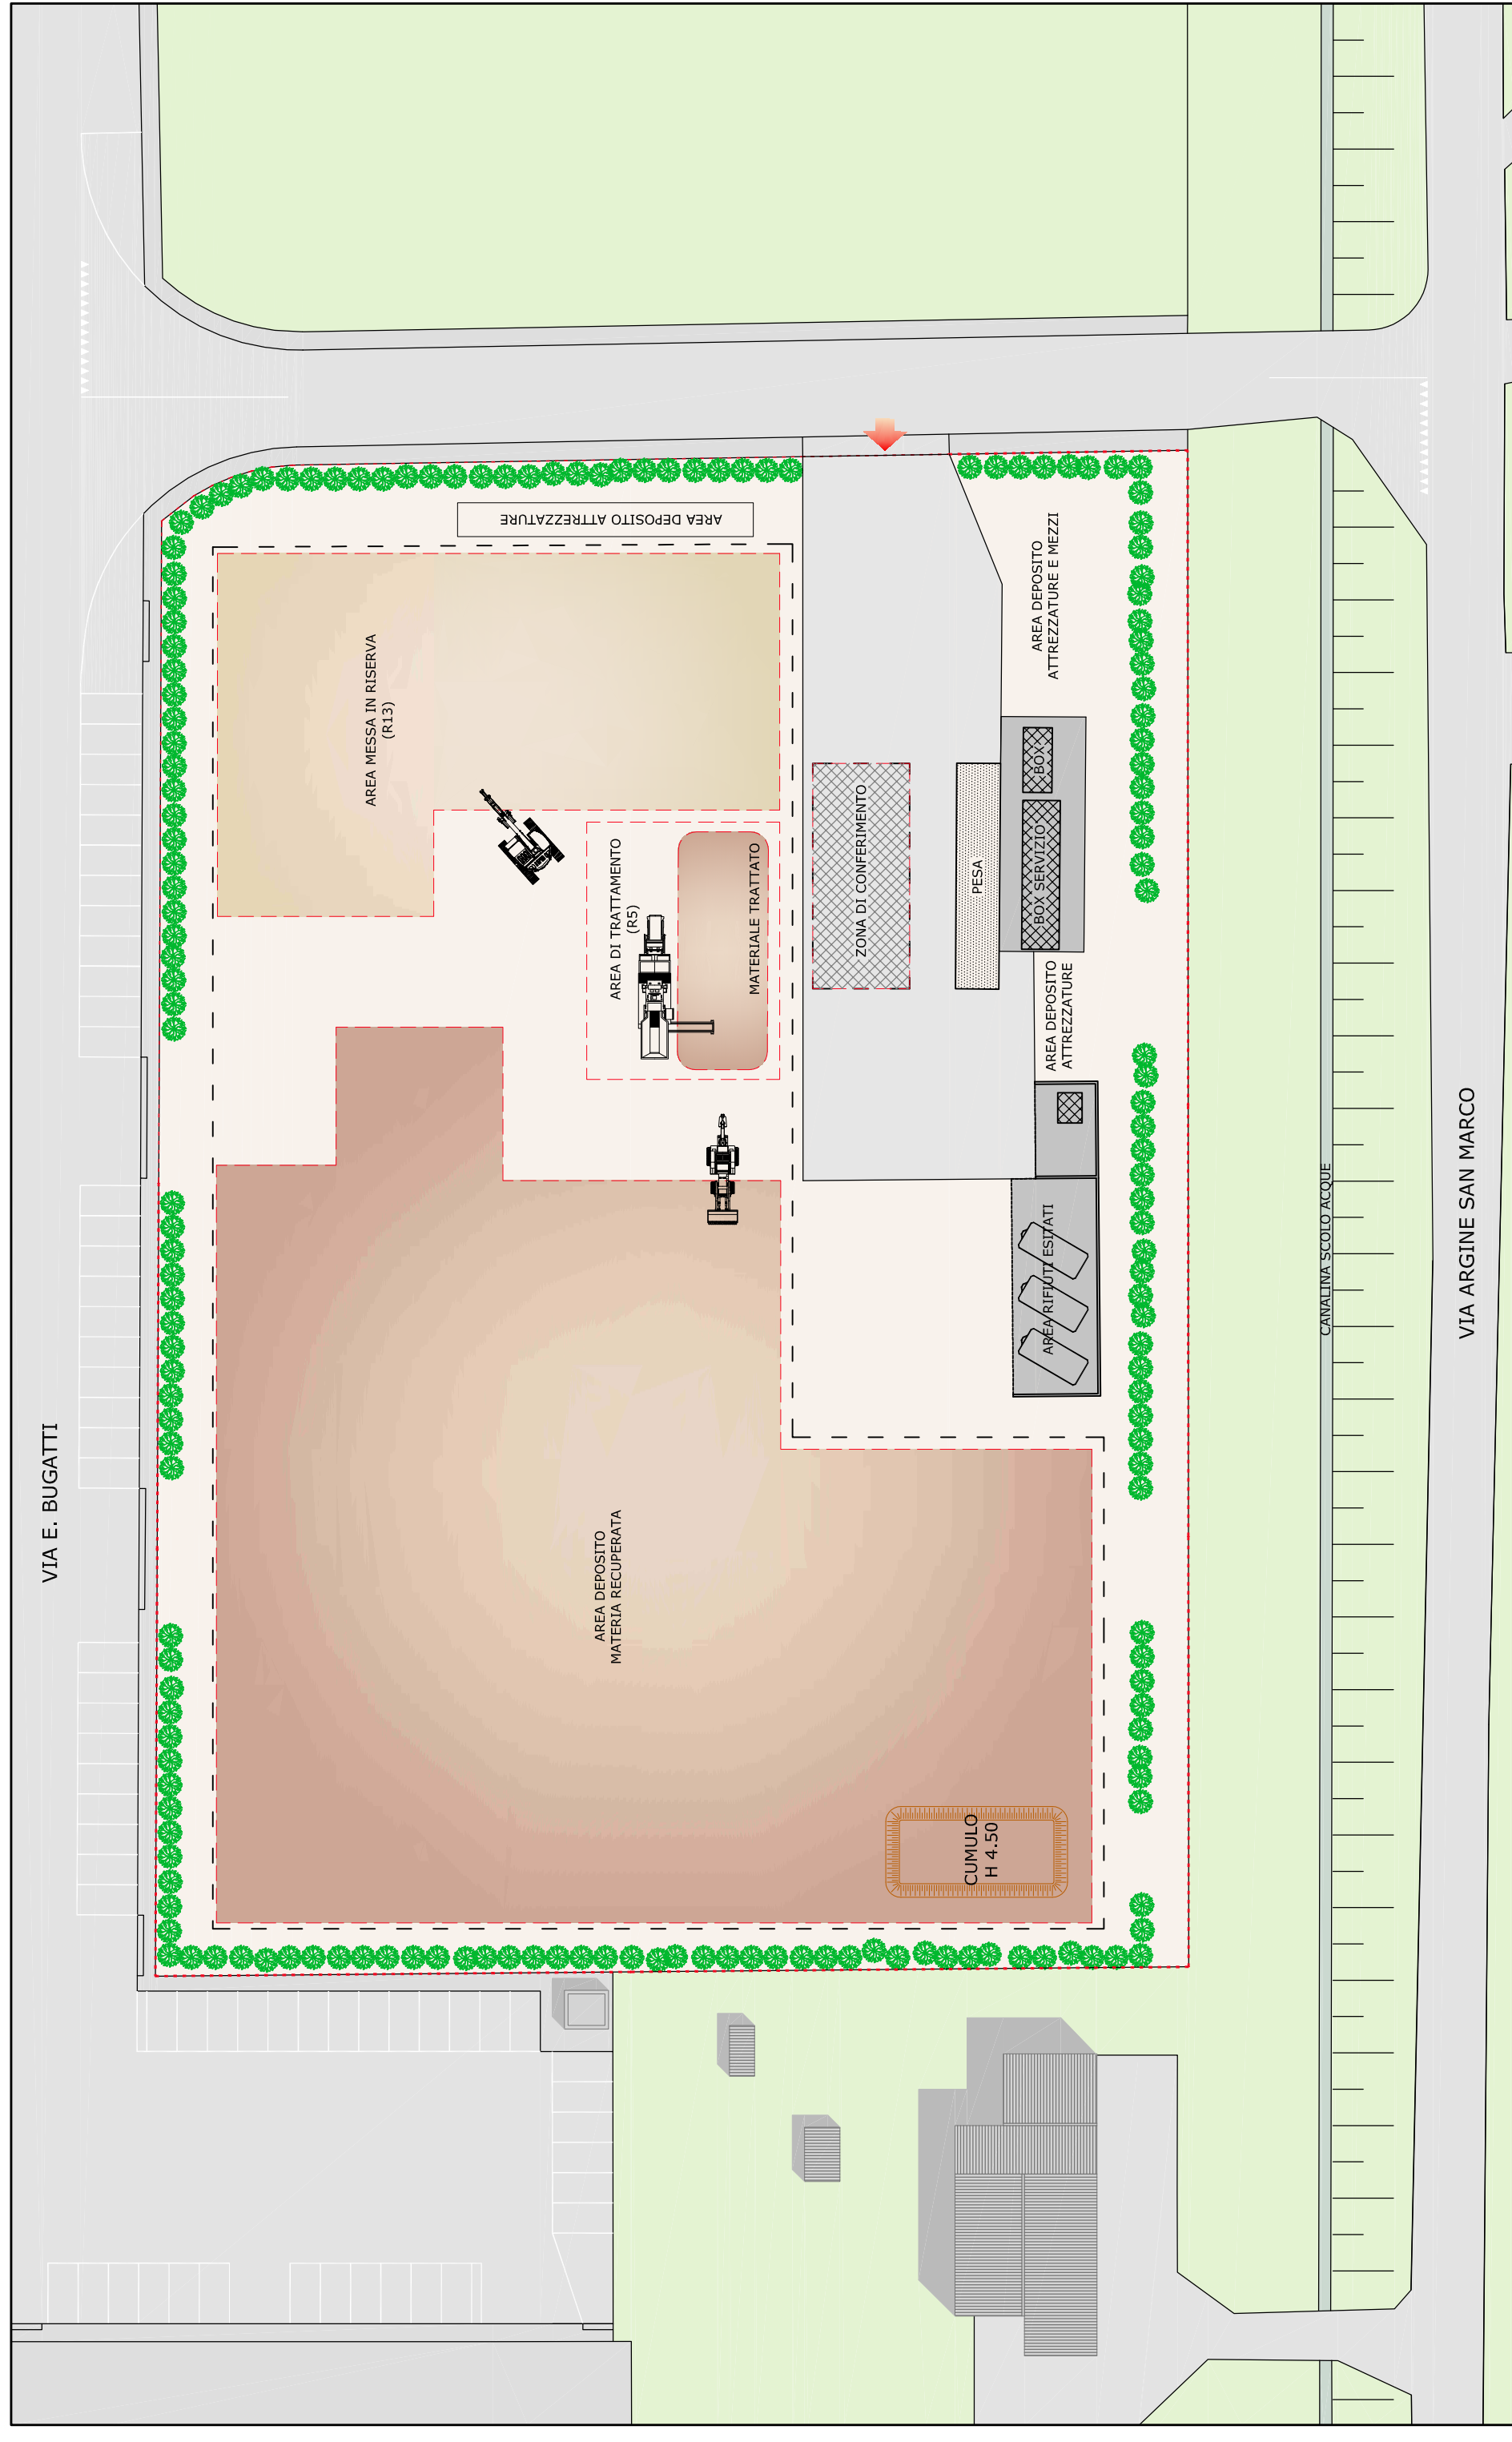 AREA DEPOSITO ATTREZZATURE
AREA DEPOSITO
ATTREZZATURE E MEZZI
AREA MESSA IN RISERVA
(R13)
BOX
BOX SERVIZIO
PESA
ZONA DI CONFERIMENTO
AREA DI TRATTAMENTO
(R5)
MATERIALE TRATTATO
AREA DEPOSITO
ATTREZZATURE
AREA RIFIUTI ESITATI
CANALINA SCOLO ACQUE
VIA ARGINE SAN MARCO
VIA E. BUGATTI
AREA DEPOSITO
MATERIA RECUPERATA
CUMULO
H 4.50